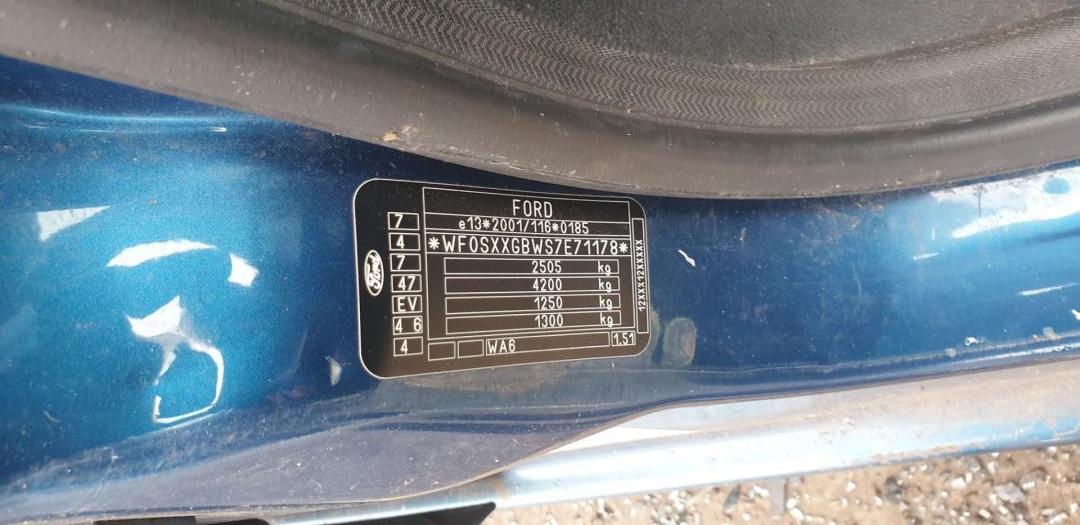 FORD
e13*2001/116*0185
*WF0SXXGBWS7E71178*
2505 kg
4200 kg
1250 kg
1300 kg
WA6
1.51
7
4
7
47
EV
4 6
4
Ford
12XXX12XXXXX